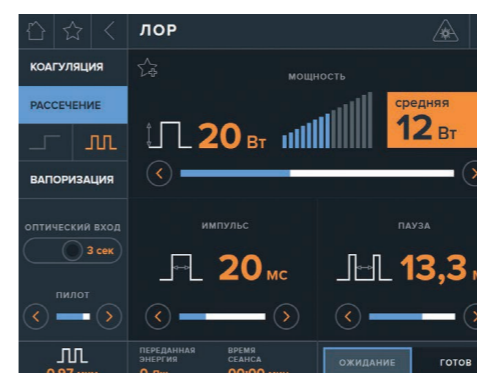 ЛОР
КОАГУЛЯЦИЯ
РАССЕЧЕНИЕ
ВАПОРИЗАЦИЯ
ОПТИЧЕСКИЙ ВХОД
3 сек
ПИЛОТ
МОЩНОСТЬ
20 Вт
средняя
12 Вт
ИМПУЛЬС
20 мс
ПАУЗА
13,3
ПЕРЕДАННАЯ
ЭНЕРГИЯ
ВРЕМЯ
СЕАНСА
ОЖИДАНИЕ
ГОТОВ